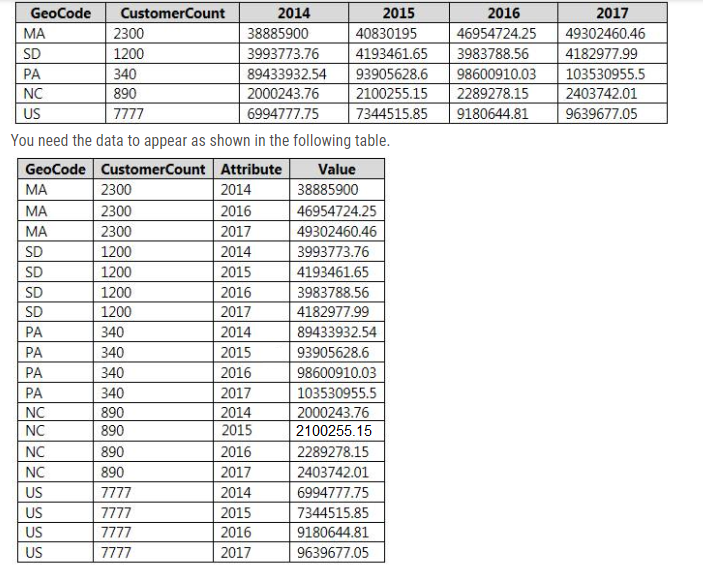 GeoCode CustomerCount 2014 2015 2016 2017
MA 2300 38885900 40830195 46954724.25 49302460.46
SD 1200 3993773.76 4193461.65 3983788.56 4182977.99
PA 340 89433932.54 93905628.6 98600910.03 103530955.5
NC 890 2000243.76 2100255.15 2289278.15 2403742.01
US 7777 6994777.75 7344515.85 9180644.81 9639677.05
You need the data to appear as shown in the following table.
GeoCode CustomerCount Attribute Value
MA 2300 2014 38885900
MA 2300 2016 46954724.25
MA 2300 2017 49302460.46
SD 1200 2014 3993773.76
SD 1200 2015 4193461.65
SD 1200 2016 3983788.56
SD 1200 2017 4182977.99
PA 340 2014 89433932.54
PA 340 2015 93905628.6
PA 340 2016 98600910.03
PA 340 2017 103530955.5
NC 890 2014 2000243.76
NC 890 2015 2100255.15
NC 890 2016 2289278.15
NC 890 2017 2403742.01
US 7777 2014 6994777.75
US 7777 2015 7344515.85
US 7777 2016 9180644.81
US 7777 2017 9639677.05